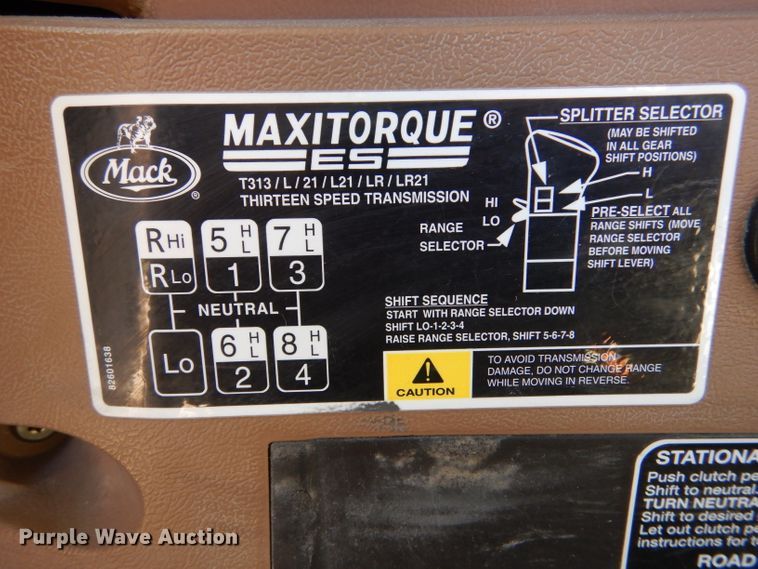 Mack ®
MAXITORQUE ®
ES
T313 / L / 21 / L21 / LR / LR21
THIRTEEN SPEED TRANSMISSION
SPLITTER SELECTOR
(MAY BE SHIFTED
IN ALL GEAR
SHIFT POSITIONS)
H
L
HI
LO
RANGE
SELECTOR
PRE-SELECT ALL
RANGE SHIFTS (MOVE
RANGE SELECTOR
BEFORE MOVING
SHIFT LEVER)
R HI 5 H L 7 H L
R LO 1 3
NEUTRAL
Lo 6 H L 8 H L
2 4
82601638
SHIFT SEQUENCE
START WITH RANGE SELECTOR DOWN
SHIFT LO-1-2-3-4
RAISE RANGE SELECTOR, SHIFT 5-6-7-8
CAUTION
TO AVOID TRANSMISSION
DAMAGE, DO NOT CHANGE RANGE
WHILE MOVING IN REVERSE.
STATIONA
Push clutch pe
Shift to neutral.
TURN NEUTRA
Shift to desired
Let out clutch pe
instructions for t
ROAD
Purple Wave Auction